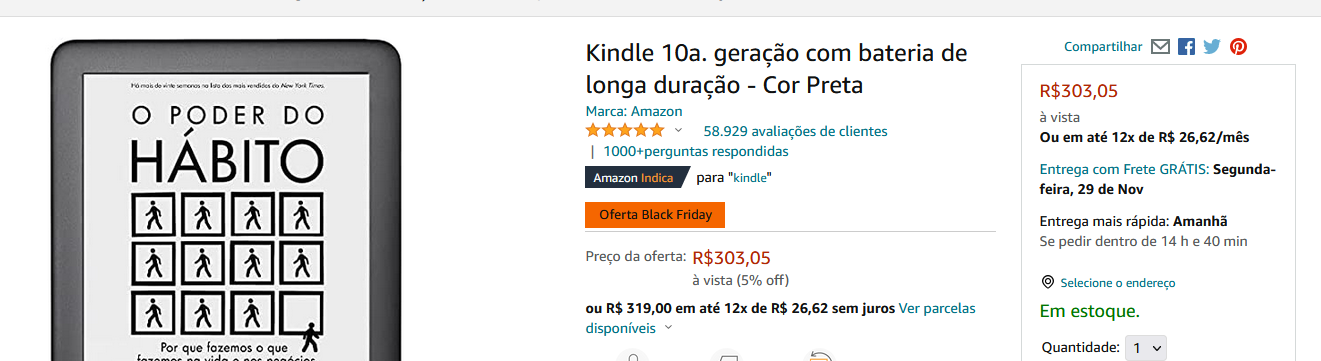 Há mais de vinte semanas na lista dos mais vendidos do New York Times.
O PODER DO
HÁBITO
Por que fazemos o que
fazemos na vida e nos negócios
Kindle 10a. geração com bateria de
longa duração - Cor Preta
Marca: Amazon
58.929 avaliações de clientes
| 1000+perguntas respondidas
Amazon Indica para "kindle"
Oferta Black Friday
Preço da oferta: R$303,05
à vista (5% off)
ou R$ 319,00 em até 12x de R$ 26,62 sem juros Ver parcelas
disponíveis
Compartilhar
R$303,05
à vista
Ou em até 12x de R$ 26,62/mês
Entrega com Frete GRÁTIS: Segunda-
feira, 29 de Nov
Entrega mais rápida: Amanhã
Se pedir dentro de 14 h e 40 min
Selecione o endereço
Em estoque.
Quantidade: 1